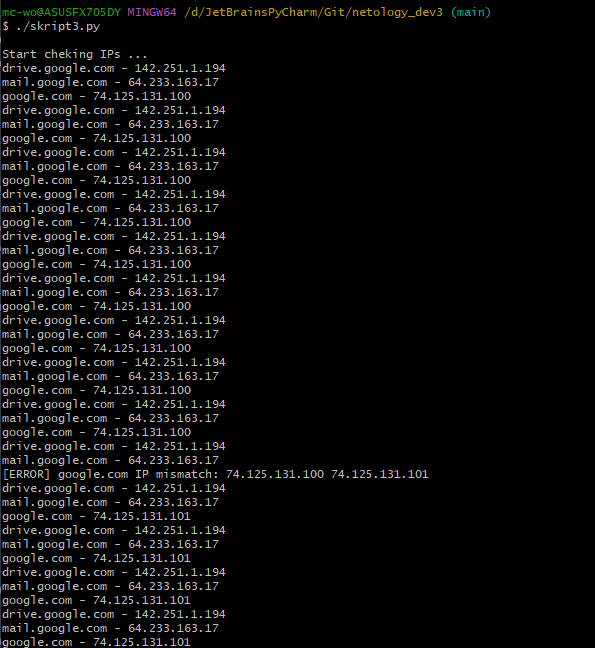 mc-wo@ASUSFX705DY MINGW64 /d/JetBrainsPyCharm/Git/netology_dev3 (main)
$ ./skript3.py
Start cheking IPs ...
drive.google.com - 142.251.1.194
mail.google.com - 64.233.163.17
google.com - 74.125.131.100
drive.google.com - 142.251.1.194
mail.google.com - 64.233.163.17
google.com - 74.125.131.100
drive.google.com - 142.251.1.194
mail.google.com - 64.233.163.17
google.com - 74.125.131.100
drive.google.com - 142.251.1.194
mail.google.com - 64.233.163.17
google.com - 74.125.131.100
drive.google.com - 142.251.1.194
mail.google.com - 64.233.163.17
google.com - 74.125.131.100
drive.google.com - 142.251.1.194
mail.google.com - 64.233.163.17
google.com - 74.125.131.100
drive.google.com - 142.251.1.194
mail.google.com - 64.233.163.17
google.com - 74.125.131.100
drive.google.com - 142.251.1.194
mail.google.com - 64.233.163.17
google.com - 74.125.131.100
drive.google.com - 142.251.1.194
mail.google.com - 64.233.163.17
google.com - 74.125.131.100
drive.google.com - 142.251.1.194
mail.google.com - 64.233.163.17
[ERROR] google.com IP mismatch: 74.125.131.100 74.125.131.101
drive.google.com - 142.251.1.194
mail.google.com - 64.233.163.17
google.com - 74.125.131.101
drive.google.com - 142.251.1.194
mail.google.com - 64.233.163.17
google.com - 74.125.131.101
drive.google.com - 142.251.1.194
mail.google.com - 64.233.163.17
google.com - 74.125.131.101
drive.google.com - 142.251.1.194
mail.google.com - 64.233.163.17
google.com - 74.125.131.101